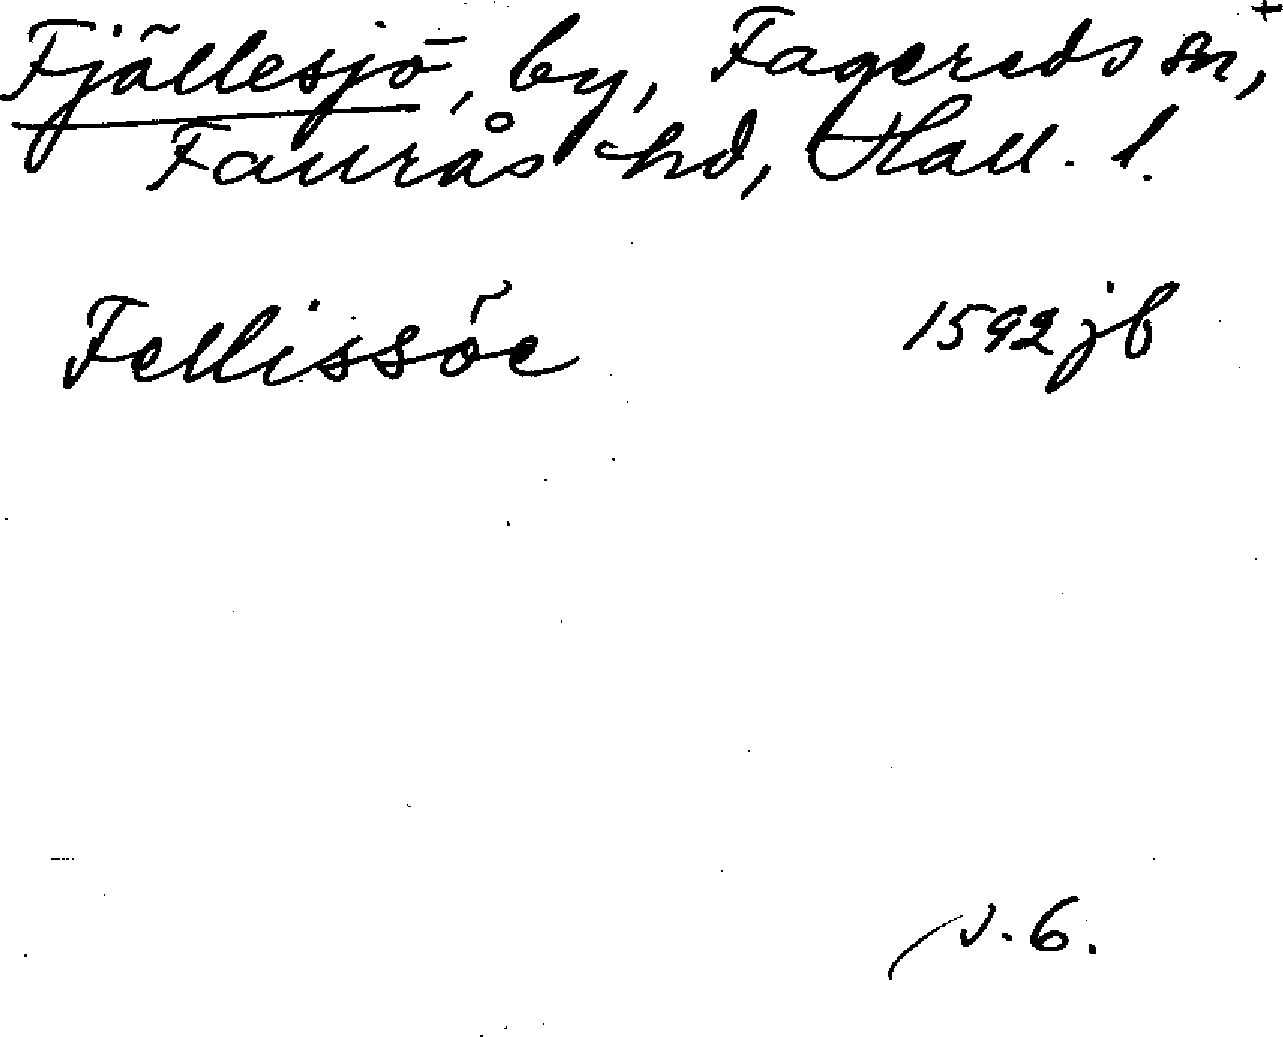 Fjällesjö, by, Fagereds sn, +
Faurås hd, Hall. l.
Fellissöe 1592 jb
v. 6.